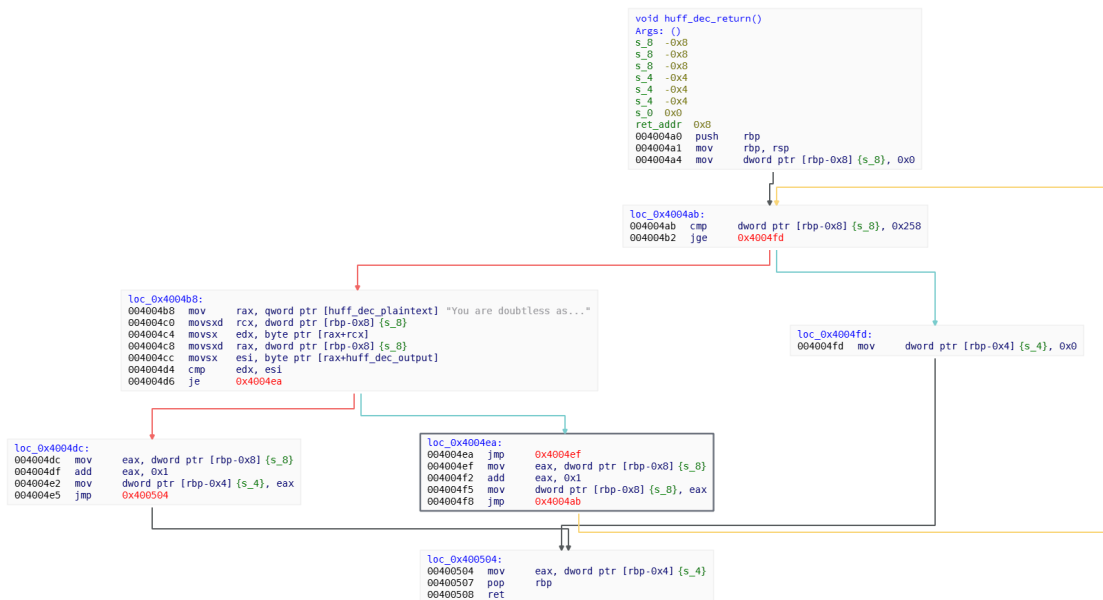 void huff_dec_return()
Args: ()
s_8 -0x8
s_8 -0x8
s_8 -0x8
s_4 -0x4
s_4 -0x4
s_4 -0x4
s_0 0x0
ret_addr 0x8
004004a0 push rbp
004004a1 mov rbp, rsp
004004a4 mov dword ptr [rbp-0x8] {s_8}, 0x0
loc_0x4004ab:
004004ab cmp dword ptr [rbp-0x8] {s_8}, 0x258
004004b2 jge 0x4004fd
loc_0x4004b8:
004004b8 mov rax, qword ptr [huff_dec_plaintext] "You are doubtless as..."
004004c0 movsxd rcx, dword ptr [rbp-0x8] {s_8}
004004c4 movsx edx, byte ptr [rax+rcx]
004004c8 movsxd rax, dword ptr [rbp-0x8] {s_8}
004004cc movsx esi, byte ptr [rax+huff_dec_output]
004004d4 cmp edx, esi
004004d6 je 0x4004ea
loc_0x4004fd:
004004fd mov dword ptr [rbp-0x4] {s_4}, 0x0
loc_0x4004dc:
004004dc mov eax, dword ptr [rbp-0x8] {s_8}
004004df add eax, 0x1
004004e2 mov dword ptr [rbp-0x4] {s_4}, eax
004004e5 jmp 0x400504
loc_0x4004ea:
004004ea jmp 0x4004ef
004004ef mov eax, dword ptr [rbp-0x8] {s_8}
004004f2 add eax, 0x1
004004f5 mov dword ptr [rbp-0x8] {s_8}, eax
004004f8 jmp 0x4004ab
loc_0x400504:
00400504 mov eax, dword ptr [rbp-0x4] {s_4}
00400507 pop rbp
00400508 ret